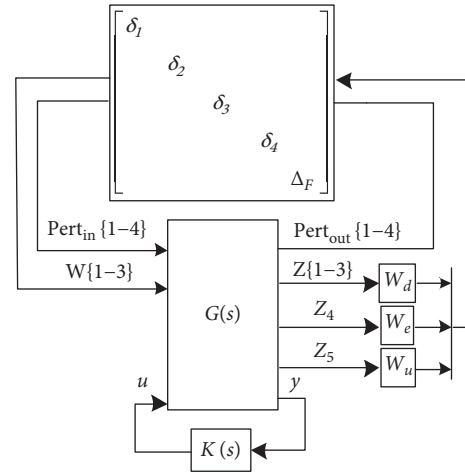 δ1
δ2
δ3
δ4
ΔF
Pertin {1–4}
Pertout {1–4}
W{1–3}
Z{1–3}
Wd
G(s)
Z4
We
Z5
Wu
u
y
K(s)